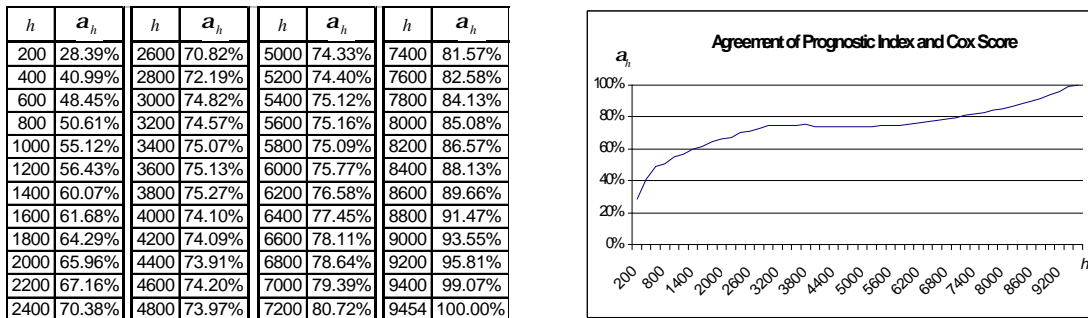 h a h h a h h a h h a h
200 28.39% 2600 70.82% 5000 74.33% 7400 81.57%
400 40.99% 2800 72.19% 5200 74.40% 7600 82.58%
600 48.45% 3000 74.82% 5400 75.12% 7800 84.13%
800 50.61% 3200 74.57% 5600 75.16% 8000 85.08%
1000 55.12% 3400 75.07% 5800 75.09% 8200 86.57%
1200 56.43% 3600 75.13% 6000 75.77% 8400 88.13%
1400 60.07% 3800 75.27% 6200 76.58% 8600 89.66%
1600 61.68% 4000 74.10% 6400 77.45% 8800 91.47%
1800 64.29% 4200 74.09% 6600 78.11% 9000 93.55%
2000 65.96% 4400 73.91% 6800 78.64% 9200 95.81%
2200 67.16% 4600 74.20% 7000 79.39% 9400 99.07%
2400 70.38% 4800 73.97% 7200 80.72% 9454 100.00%
Agreement of Prognostic Index and Cox Score
a h
100%
80%
60%
40%
20%
0%
200 800 1400 2000 2600 3200 3800 4400 5000 5600 6200 6800 7400 8000 8600 9200
h